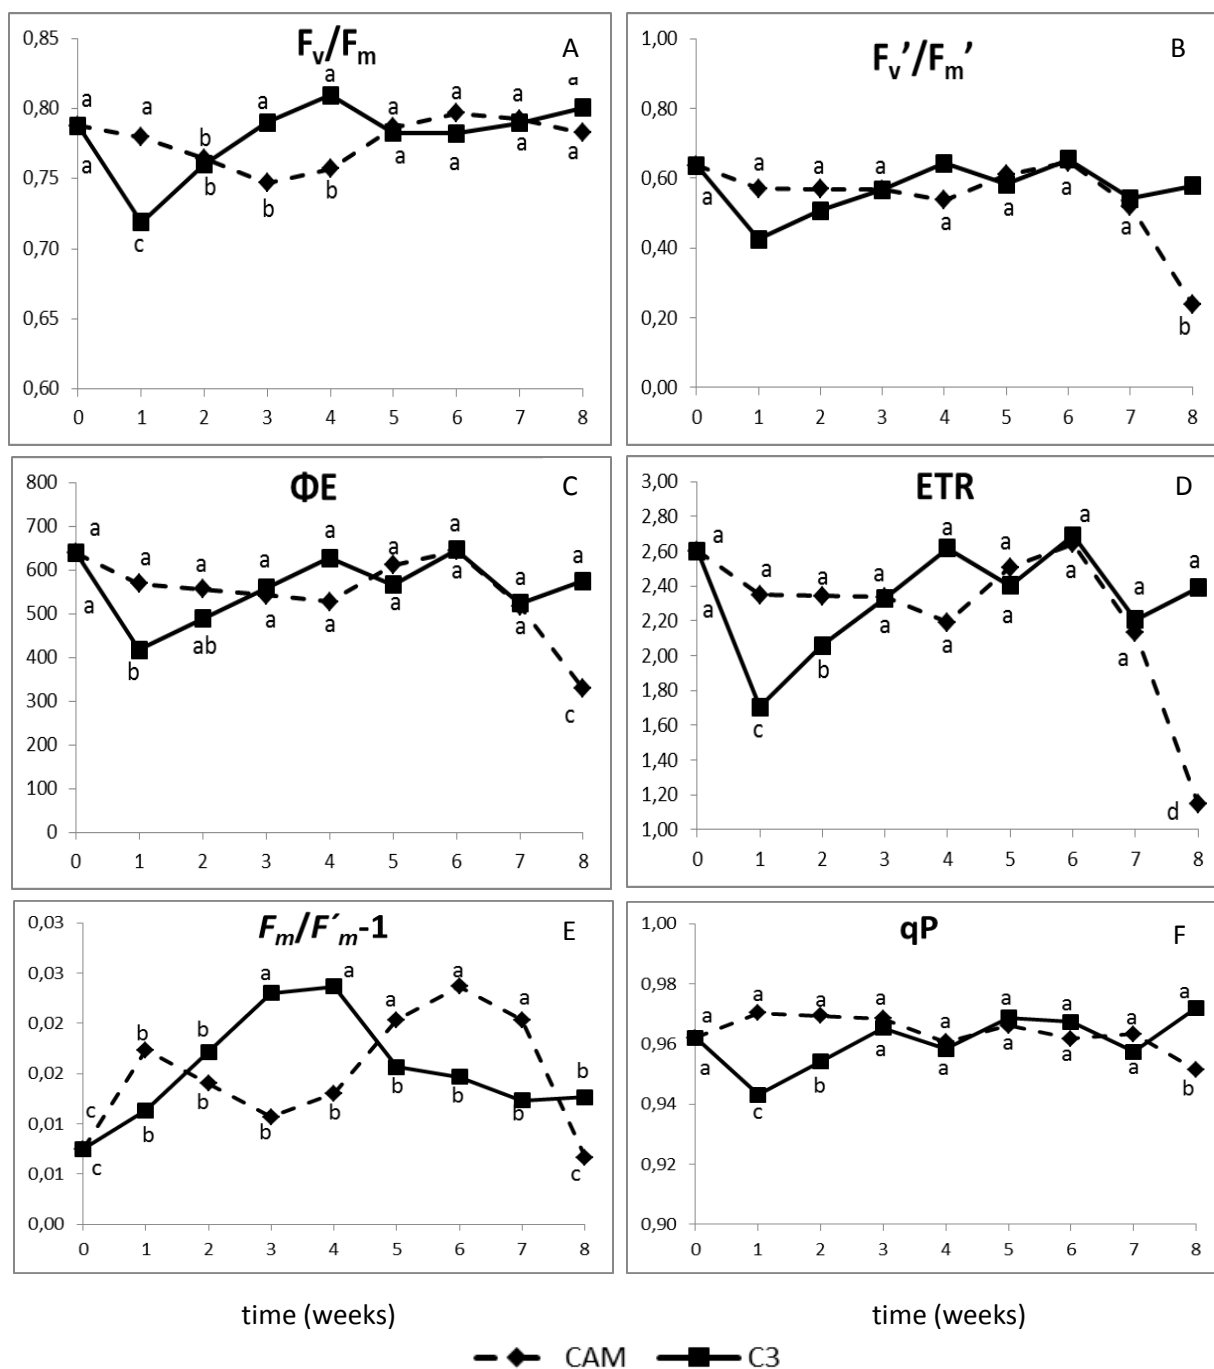 F_v/F_m
A
0,85
0,80
0,75
0,70
0,65
0,60
a a b a a a a a a
a c b b b a a a a
0 1 2 3 4 5 6 7 8
F_v'/F_m'
B
1,00
0,80
0,60
0,40
0,20
0,00
a a a a
a a a a a b
0 1 2 3 4 5 6 7 8
ΦE
C
800
700
600
500
400
300
200
100
0
a a a a a a a a a
a b ab a a a a a c
0 1 2 3 4 5 6 7 8
ETR
D
3,00
2,80
2,60
2,40
2,20
2,00
1,80
1,60
1,40
1,20
1,00
a a a a a a a a a
a c b a a a a a d
0 1 2 3 4 5 6 7 8
F_m/F´_m-1
E
0,03
0,03
0,02
0,02
0,01
0,01
0,00
c b b a a a a a b
c b b b b b b b c
0 1 2 3 4 5 6 7 8
qP
F
1,00
0,98
0,96
0,94
0,92
0,90
a a a a a a a a a
a c b a a a a a b
0 1 2 3 4 5 6 7 8
time (weeks)
time (weeks)
CAM
C3